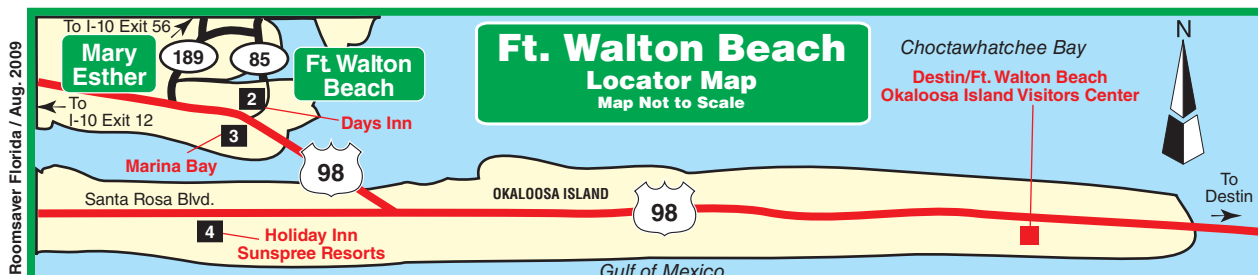 Roomsaver Florida / Aug. 2009
To I-10 Exit 56
Mary
Esther
189
85
Ft. Walton
Beach
To
I-10 Exit 12
2
Days Inn
3
Marina Bay
98
Ft. Walton Beach
Locator Map
Map Not to Scale
Choctawhatchee Bay
Destin/Ft. Walton Beach
Okaloosa Island Visitors Center
N
Santa Rosa Blvd.
OKALOOSA ISLAND
98
To
Destin
4
Holiday Inn
Sunspree Resorts
Gulf of Mexico